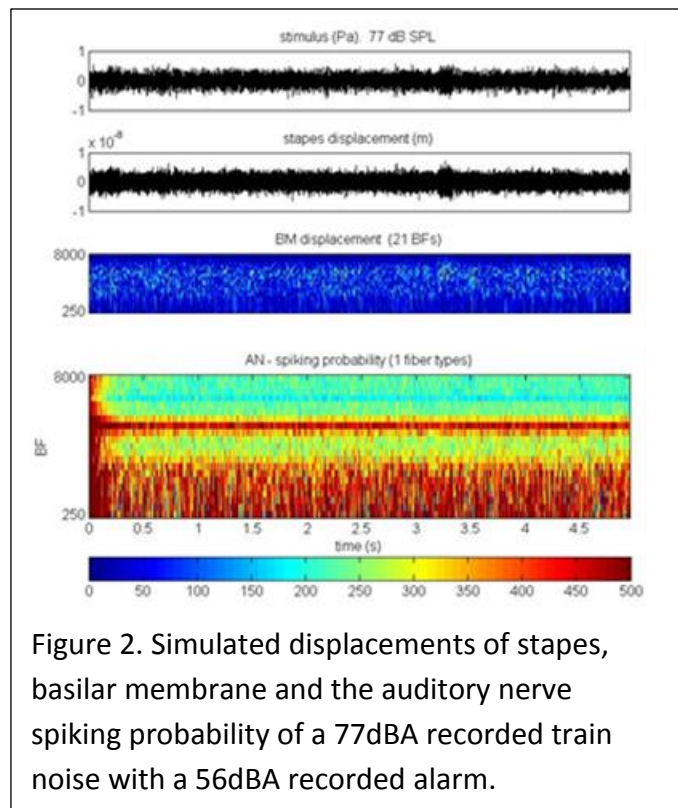 stimulus (Pa). 77 dB SPL
1
0
-1
x 10⁻⁸
stapes displacement (m)
1
0
-1
BM displacement (21 BFs)
8000
250
AN - spiking probability (1 fiber types)
8000
BF
250
0 0.5 1 1.5 2 2.5 3 3.5 4 4.5
time (s)
0 50 100 150 200 250 300 350 400 450 500
Figure 2. Simulated displacements of stapes,
basilar membrane and the auditory nerve
spiking probability of a 77dBA recorded train
noise with a 56dBA recorded alarm.